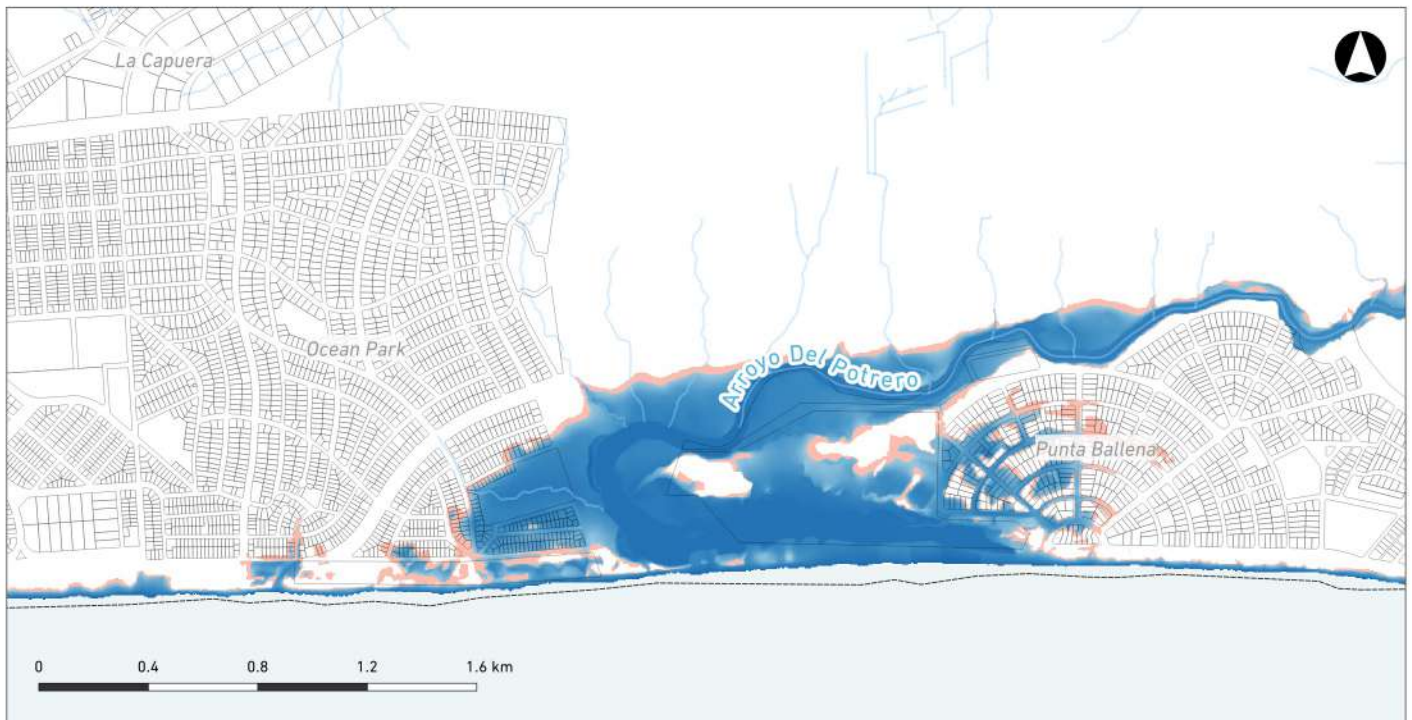 La Capuera
Ocean Park
Arroyo Del Potrero
Punta Ballena
0 0.4 0.8 1.2 1.6 km